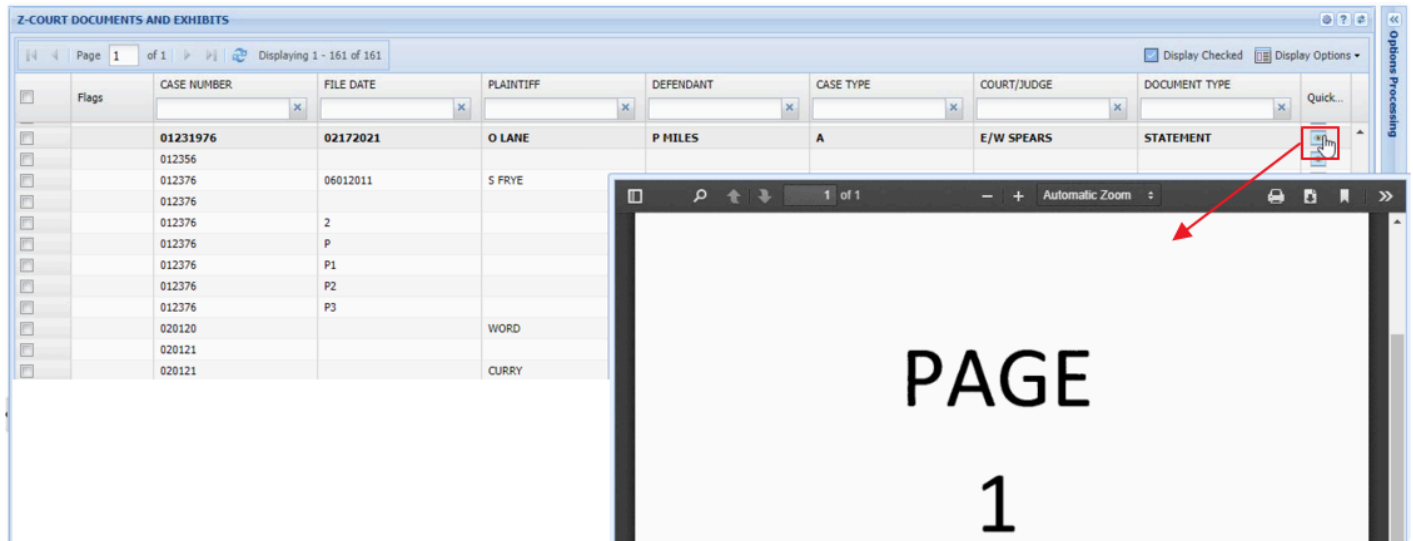 Z-COURT DOCUMENTS AND EXHIBITS
Page 1 of 1 Displaying 1 - 161 of 161 Display Checked Display Options
Flags CASE NUMBER FILE DATE PLAINTIFF DEFENDANT CASE TYPE COURT/JUDGE DOCUMENT TYPE Quick...
01231976 02172021 O LANE P MILES A E/W SPEARS STATEMENT
012356
012376 06012011 S FRYE
012376
012376 2
012376 P
012376 P1
012376 P2
012376 P3
020120 WORD
020121
020121 CURRY
Options Processing
1 of 1 Automatic Zoom
PAGE
1